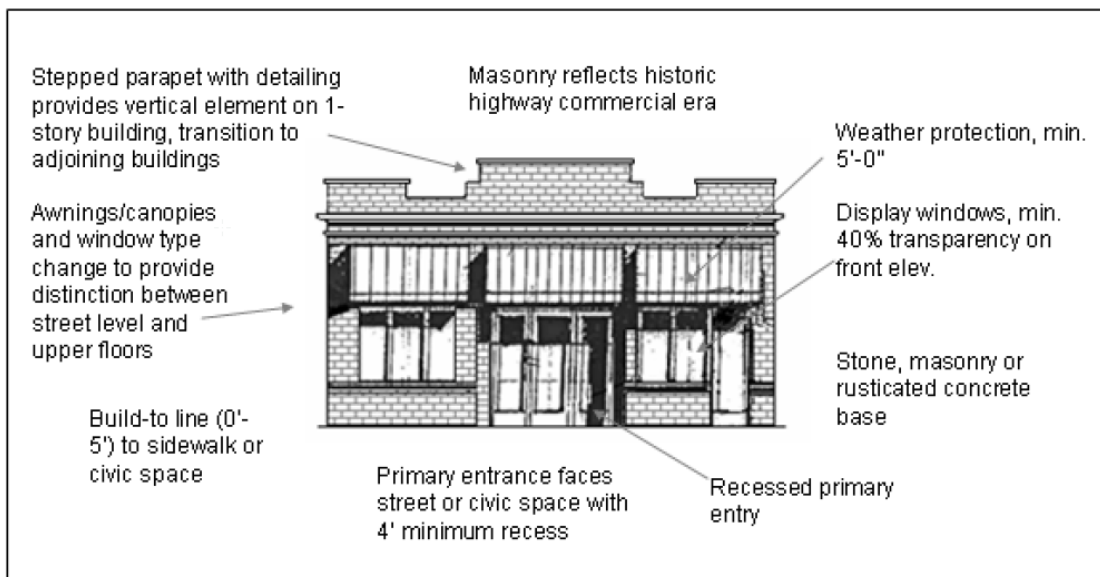 Stepped parapet with detailing
provides vertical element on 1-
story building, transition to
adjoining buildings
Masonry reflects historic
highway commercial era
Weather protection, min.
5'-0"
Awnings/canopies
and window type
change to provide
distinction between
street level and
upper floors
Display windows, min.
40% transparency on
front elev.
Stone, masonry or
rusticated concrete
base
Build-to line (0'-
5') to sidewalk or
civic space
Primary entrance faces
street or civic space with
4' minimum recess
Recessed primary
entry